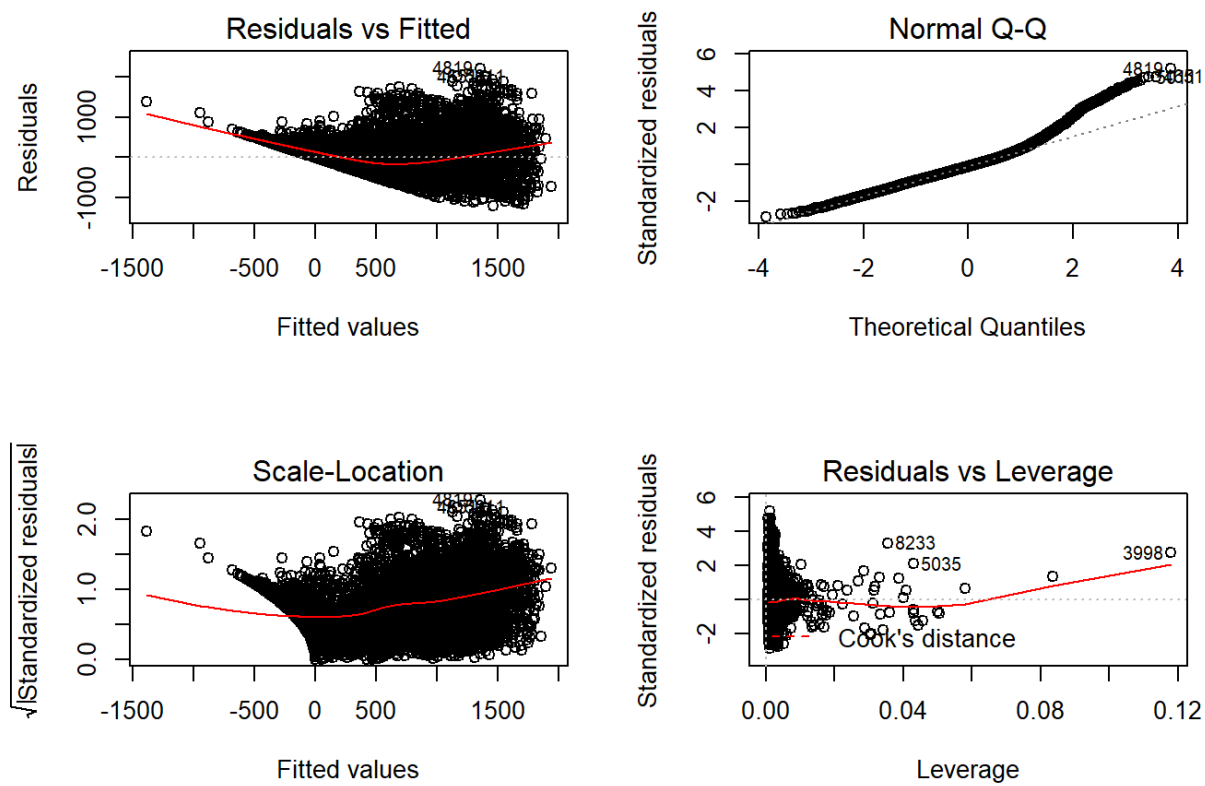 Residuals vs Fitted
Residuals
1000
-1000
4819
-1500
-500
0
500
1500
Fitted values
Normal Q-Q
Standardized residuals
6
4
2
-2
4819
-4
-2
0
2
4
Theoretical Quantiles
Scale-Location
√|Standardized residuals|
2.0
1.0
0.0
4819
-1500
-500
0
500
1500
Fitted values
Residuals vs Leverage
Standardized residuals
6
4
2
-2
8233
5035
3998
Cook's distance
0.00
0.04
0.08
0.12
Leverage